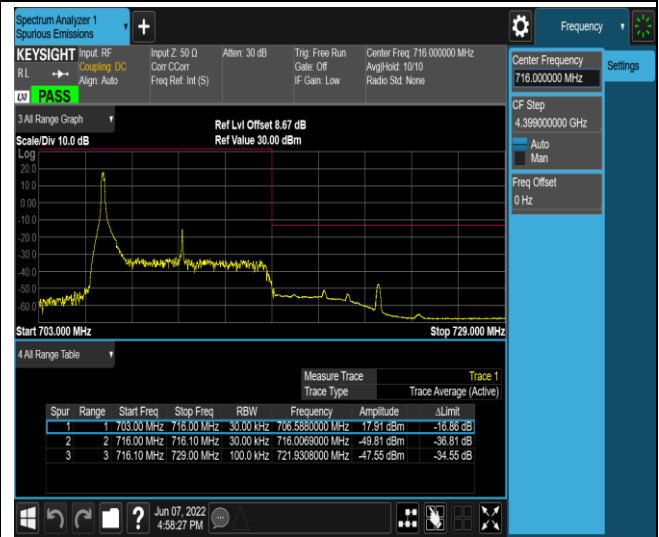 Spectrum Analyzer 1
Spurious Emissions
+
Frequency
KEYSIGHT Input: RF Input Z: 50 Ω Atten: 30 dB Trig: Free Run Center Freq: 716.000000 MHz
RL Coupling: DC Corr CCorr Gate: Off Avg|Hold: 10/10
Align: Auto Freq Ref: Int (S) IF Gain: Low Radio Std: None
LXI PASS
Center Frequency
716.000000 MHz
Settings
CF Step
4.399000000 GHz
Auto
Man
Freq Offset
0 Hz
3 All Range Graph
Ref Lvl Offset 8.67 dB
Scale/Div 10.0 dB Ref Value 30.00 dBm
Log
20.0
10.0
0.00
-10.0
-20.0
-30.0
-40.0
-50.0
-60.0
Start 703.000 MHz Stop 729.000 MHz
4 All Range Table
Measure Trace Trace 1
Trace Type Trace Average (Active)
Spur Range Start Freq Stop Freq RBW Frequency Amplitude ΔLimit
1 1 703.00 MHz 716.00 MHz 30.00 kHz 706.5880000 MHz 17.91 dBm -16.86 dB
2 2 716.00 MHz 716.10 MHz 30.00 kHz 716.0069000 MHz -49.81 dBm -36.81 dB
3 3 716.10 MHz 729.00 MHz 100.0 kHz 721.9308000 MHz -47.55 dBm -34.55 dB
? Jun 07, 2022
4:58:27 PM